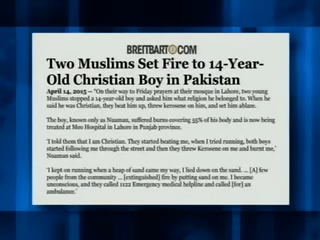 BREITBART.COM
Two Muslims Set Fire to 14-Year-
Old Christian Boy in Pakistan
April 14, 2015 — "On their way to Friday prayers at their mosque in Lahore, two young
Muslims stopped a 14-year-old boy and asked him what religion he belonged to. When he
said he was Christian, they beat him up, threw kerosene on him, and set him ablaze.
The boy, known only as Nauman, suffered burns covering 55% of his body and is now being
treated at Meo Hospital in Lahore in Punjab province.
'I told them that I am Christian. They started beating me, when I tried running, both boys
started following me through the street and then they threw Kerosene on me and burnt me,'
Nauman said.
'I kept on running when a heap of sand came my way, I lied down on the sand. ... [A] few
people from the community ... [extinguished] fire by putting sand on me. I became
unconscious, and they called 1122 Emergency medical helpline and called [for] an
ambulance.'